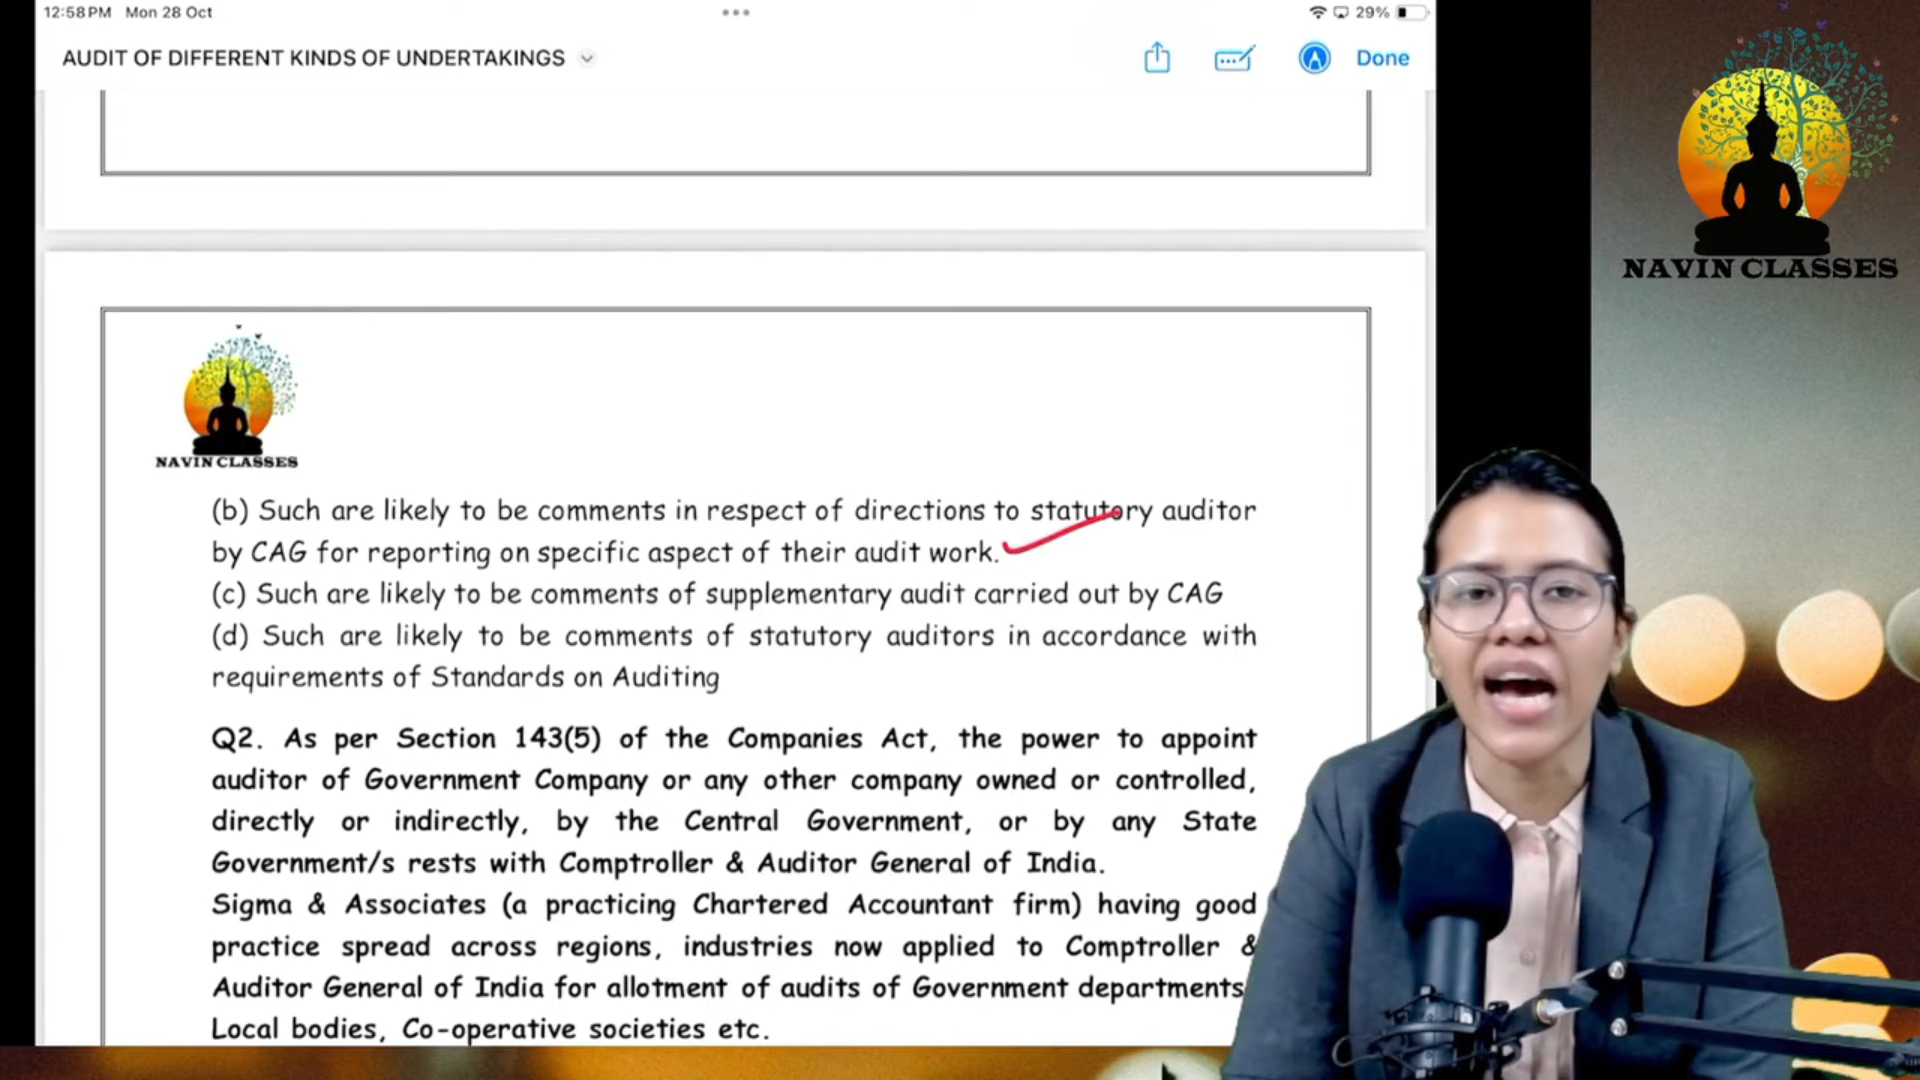 12:58 PM Mon 28 Oct
29%
AUDIT OF DIFFERENT KINDS OF UNDERTAKINGS
Done
NAVIN CLASSES
NAVIN CLASSES
(b) Such are likely to be comments in respect of directions to statutory auditor
by CAG for reporting on specific aspect of their audit work.
(c) Such are likely to be comments of supplementary audit carried out by CAG
(d) Such are likely to be comments of statutory auditors in accordance with
requirements of Standards on Auditing
Q2. As per Section 143(5) of the Companies Act, the power to appoint
auditor of Government Company or any other company owned or controlled,
directly or indirectly, by the Central Government, or by any State
Government/s rests with Comptroller & Auditor General of India.
Sigma & Associates (a practicing Chartered Accountant firm) having good
practice spread across regions, industries now applied to Comptroller &
Auditor General of India for allotment of audits of Government departments
Local bodies, Co-operative societies etc.